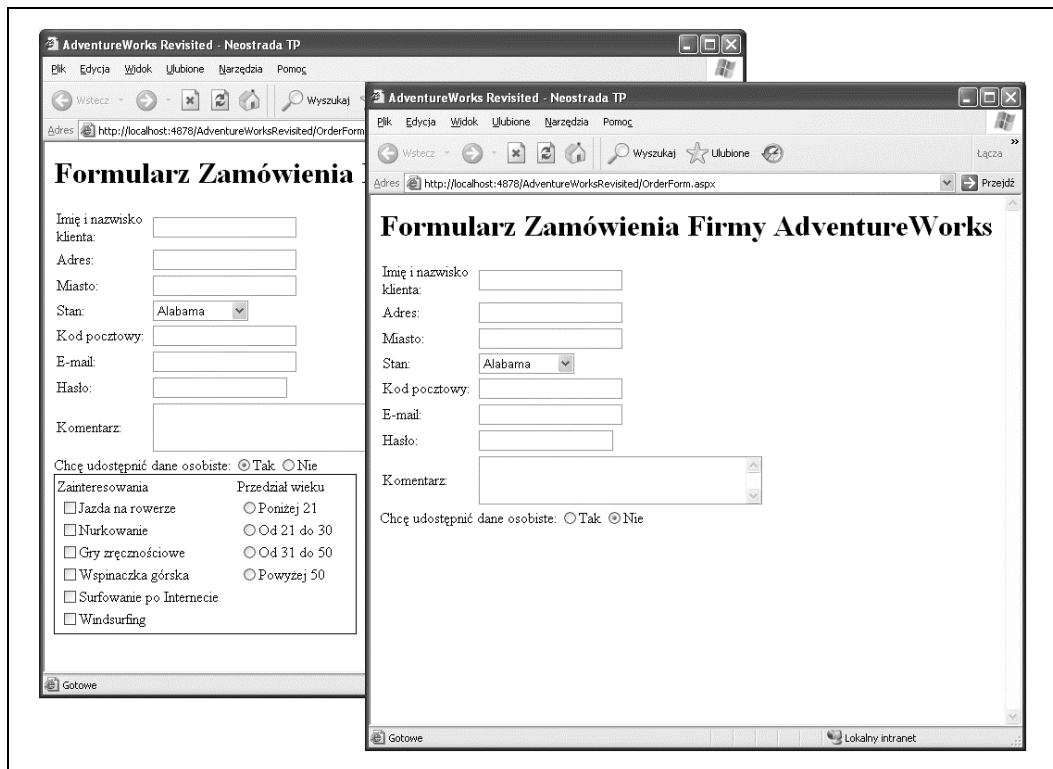 AdventureWorks Revisited - Neostrada TP
Plik Edycja Widok Ulubione Narzędzia Pomoc
Wstecz Wyszukaj
Adres http://localhost:4878/AdventureWorksRevisited/OrderForm
Formularz Zamówienia
Imię i nazwisko
klienta:
Adres:
Miasto:
Stan: Alabama
Kod pocztowy:
E-mail:
Hasło:
Komentarz:
Chcę udostępnić dane osobiste: Tak Nie
Zainteresowania Przedział wieku
Jazda na rowerze Poniżej 21
Nurkowanie Od 21 do 30
Gry zręcznościowe Od 31 do 50
Wspinaczka górska Powyżej 50
Surfowanie po Internecie
Windsurfing
Gotowe
AdventureWorks Revisited - Neostrada TP
Plik Edycja Widok Ulubione Narzędzia Pomoc
Wstecz Wyszukaj Ulubione Łącza
Adres http://localhost:4878/AdventureWorksRevisited/OrderForm.aspx Przejdź
Formularz Zamówienia Firmy AdventureWorks
Imię i nazwisko
klienta:
Adres:
Miasto:
Stan: Alabama
Kod pocztowy:
E-mail:
Hasło:
Komentarz:
Chcę udostępnić dane osobiste: Tak Nie
Gotowe Lokalny intranet